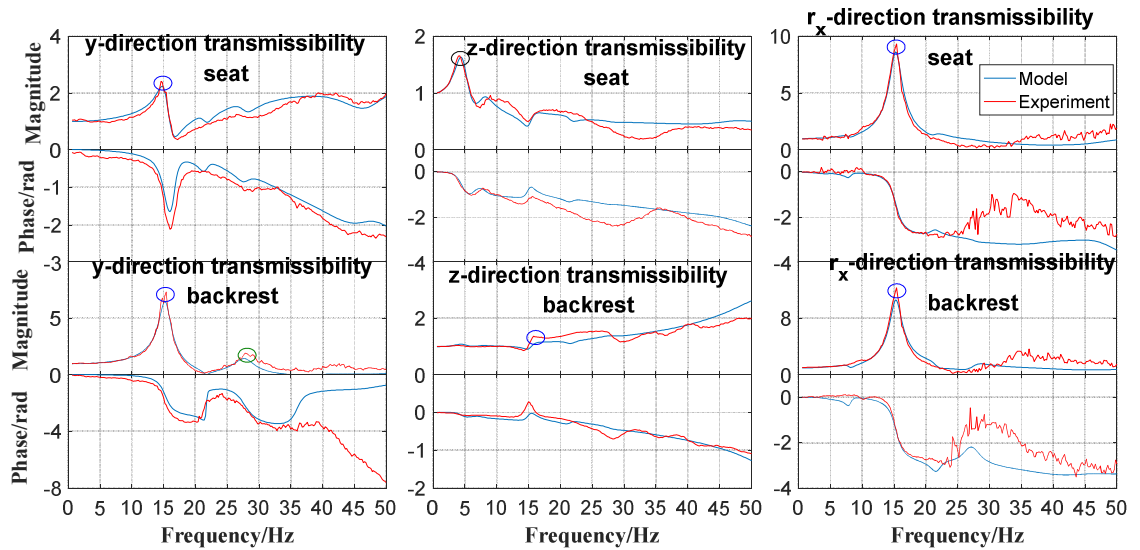 y-direction transmissibility
seat
Magnitude
4
2
0
Phase/rad
0
-1
-2
-3
z-direction transmissibility
seat
2
1
0
0
-2
-4
rx-direction transmissibility
seat
Model
Experiment
10
5
0
0
-2
-4
y-direction transmissibility
backrest
Magnitude
5
0
Phase/rad
-4
-8
0 5 10 15 20 25 30 35 40 45 50
Frequency/Hz
z-direction transmissibility
backrest
2
0
0
-1
-2
0 5 10 15 20 25 30 35 40 45 50
Frequency/Hz
rx-direction transmissibility
backrest
8
4
0
0
-2
-4
0 5 10 15 20 25 30 35 40 45 50
Frequency/Hz